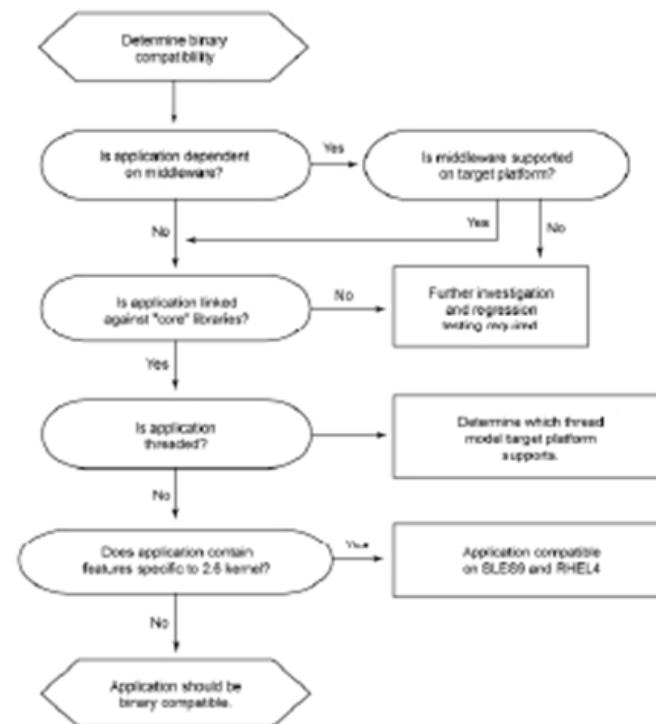 Determine binary
compatibility
Is application dependent
on middleware?
Yes
Is middleware supported
on target platform?
No
Yes
No
Is application linked
against "core" libraries?
No
Further investigation
and regression
testing required
Yes
Is application
threaded?
Determine which thread
model target platform
supports.
No
Does application contain
features specific to 2.6 kernel?
Yes
Application compatible
on SLES9 and RHEL4
No
Application should be
binary compatible.